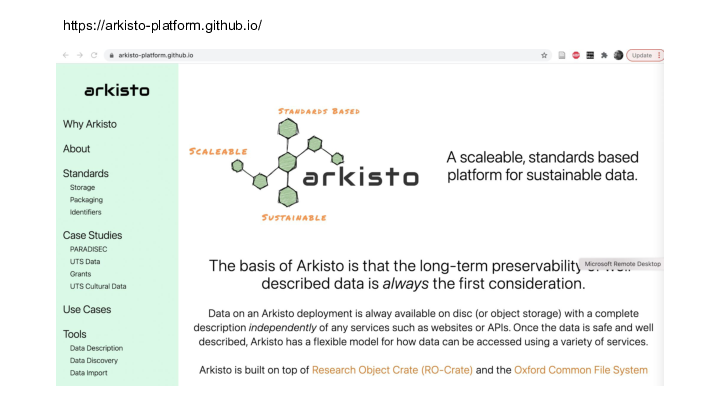 https://arkisto-platform.github.io/
arkisto-platform.github.io
Update
arkisto
Why Arkisto
About
Standards
Storage
Packaging
Identifiers
Case Studies
PARADISEC
UTS Data
Grants
UTS Cultural Data
Use Cases
Tools
Data Description
Data Discovery
Data Import
STANDARDS BASED
SCALEABLE
arkisto
SUSTAINABLE
A scaleable, standards based
platform for sustainable data.
Microsoft Remote Desktop
The basis of Arkisto is that the long-term preservability of well
described data is always the first consideration.
Data on an Arkisto deployment is alway available on disc (or object storage) with a complete
description independently of any services such as websites or APIs. Once the data is safe and well
described, Arkisto has a flexible model for how data can be accessed using a variety of services.
Arkisto is built on top of Research Object Crate (RO-Crate) and the Oxford Common File System